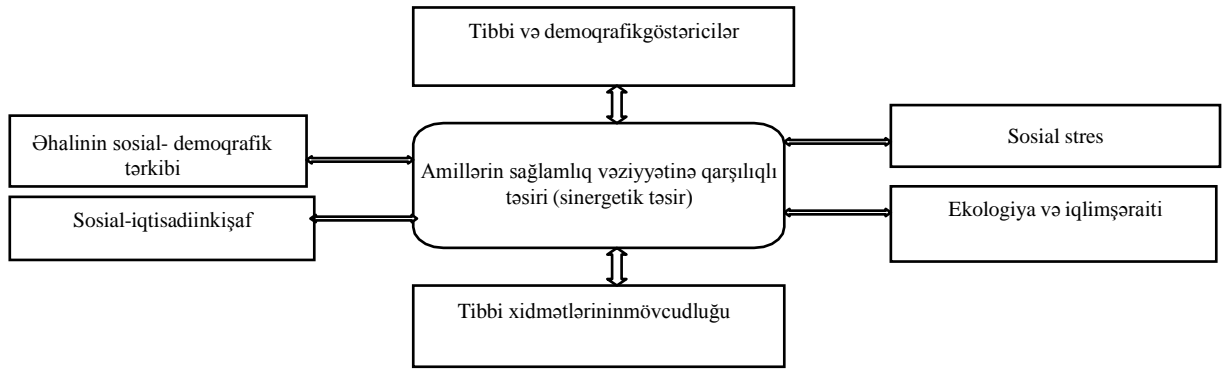 Tibbi və demoqrafikgöstəricilər
Əhalinin sosial- demoqrafik
tərkibi
Sosial-iqtisadiinkişaf
Amillərin sağlamlıq vəziyyətinə qarşılıqlı
təsiri (sinergetik təsir)
Sosial stres
Ekologiya və iqlimşəraiti
Tibbi xidmətlərininmövcudluğu